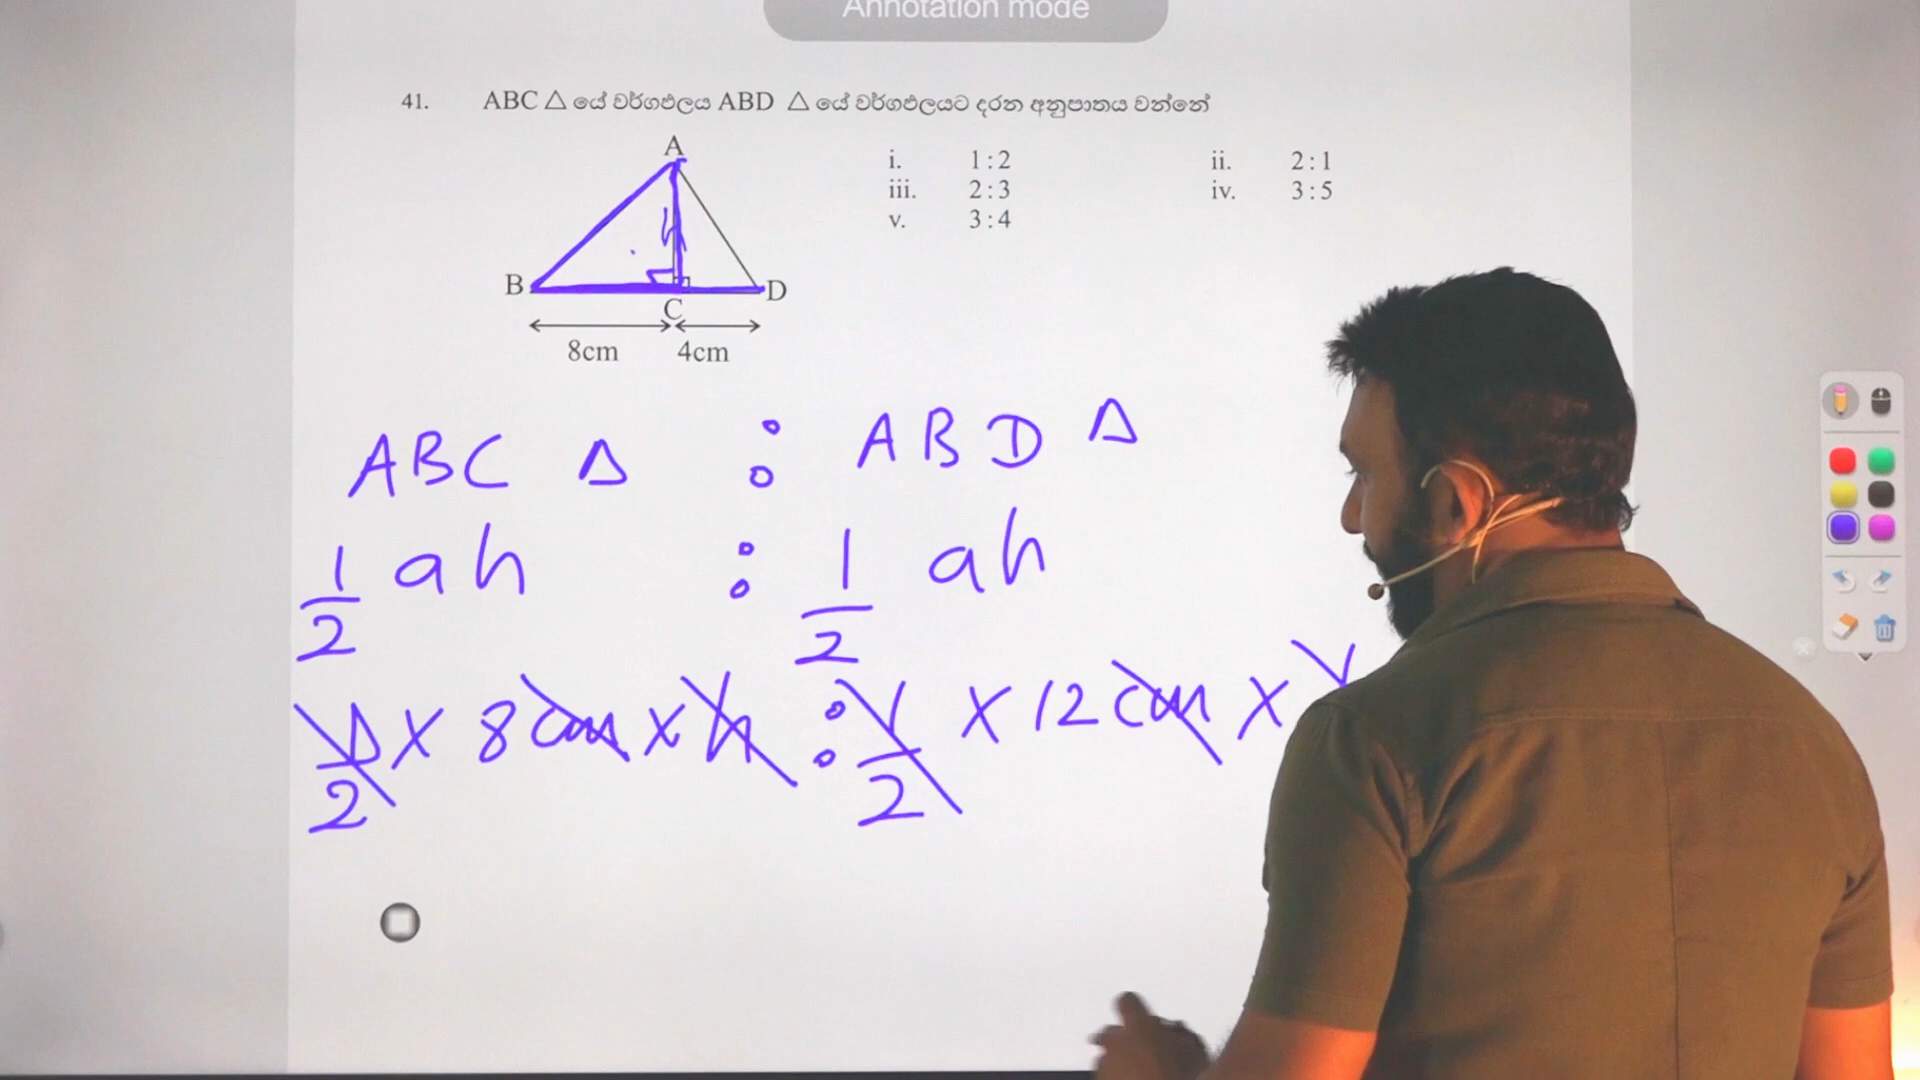 Annotation mode
41. ABC △ යේ වර්ගඵලය ABD △ යේ වර්ගඵලයට දරන අනුපාතය වන්නේ
A
i. 1 : 2 ii. 2 : 1
iii. 2 : 3 iv. 3 : 5
v. 3 : 4
h
B D
C
8cm 4cm
ABC Δ : ABD Δ
1/2 ah : 1/2 ah
1/2 × 8cm × h : 1/2 × 12cm ×